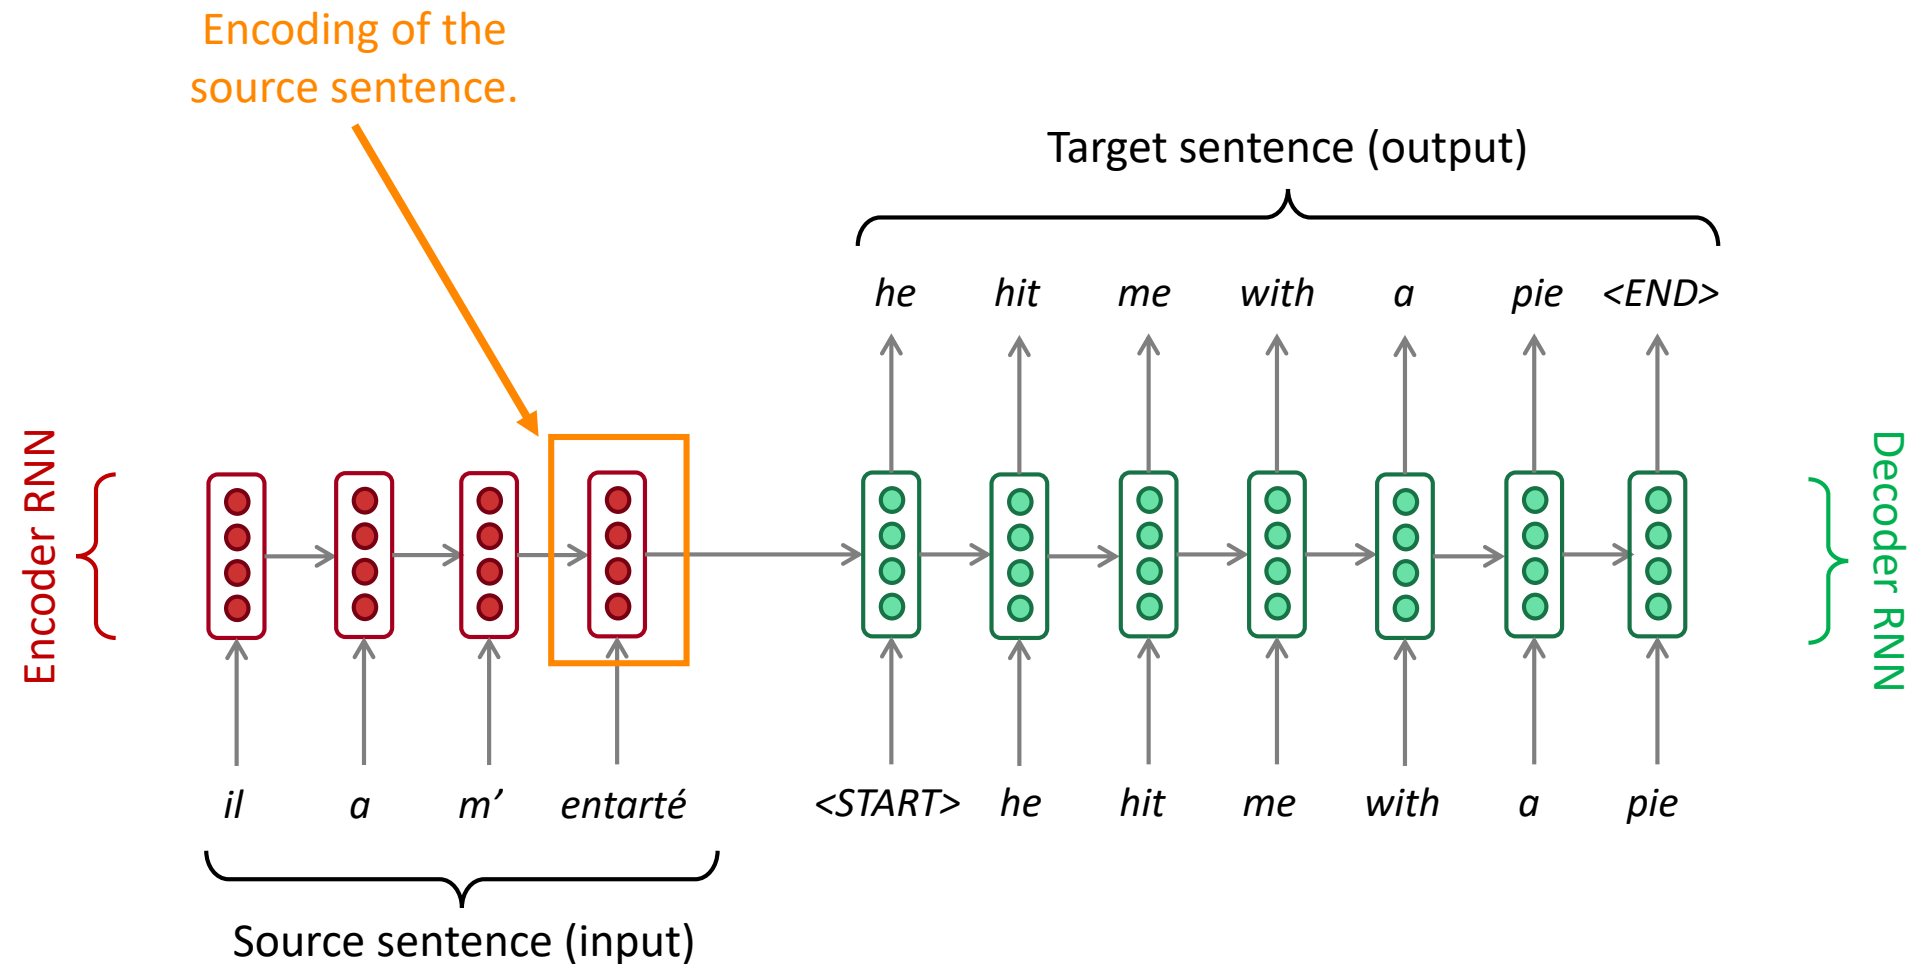 Encoding of the
source sentence.
Target sentence (output)
he hit me with a pie <END>
Encoder RNN
Decoder RNN
il a m’ entarté <START> he hit me with a pie
Source sentence (input)